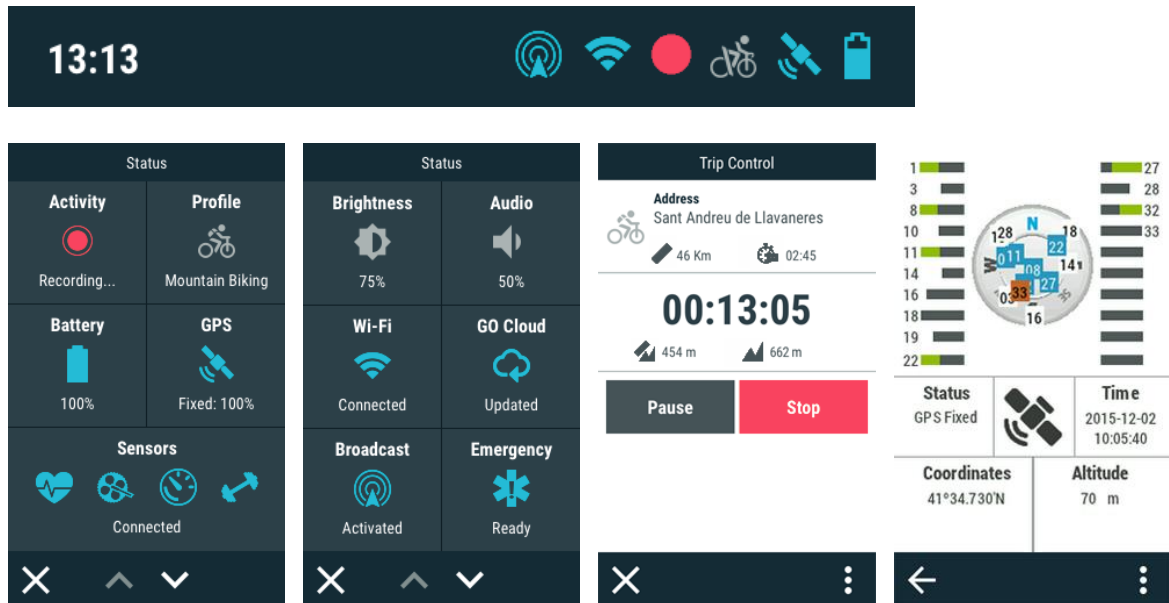 13:13
Status
Activity
Profile
Recording...
Mountain Biking
Battery
GPS
100%
Fixed: 100%
Sensors
Connected
Status
Brightness
Audio
75%
50%
Wi-Fi
GO Cloud
Connected
Updated
Broadcast
Emergency
Activated
Ready
Trip Control
Address
Sant Andreu de Llavaneres
46 Km
02:45
00:13:05
454 m
662 m
Pause
Stop
1
3
8
10
11
14
16
18
19
22
N
W
28
18
11
22
08
14
27
03
33
16
27
28
32
33
Status
GPS Fixed
Time
2015-12-02
10:05:40
Coordinates
41°34.730'N
Altitude
70 m